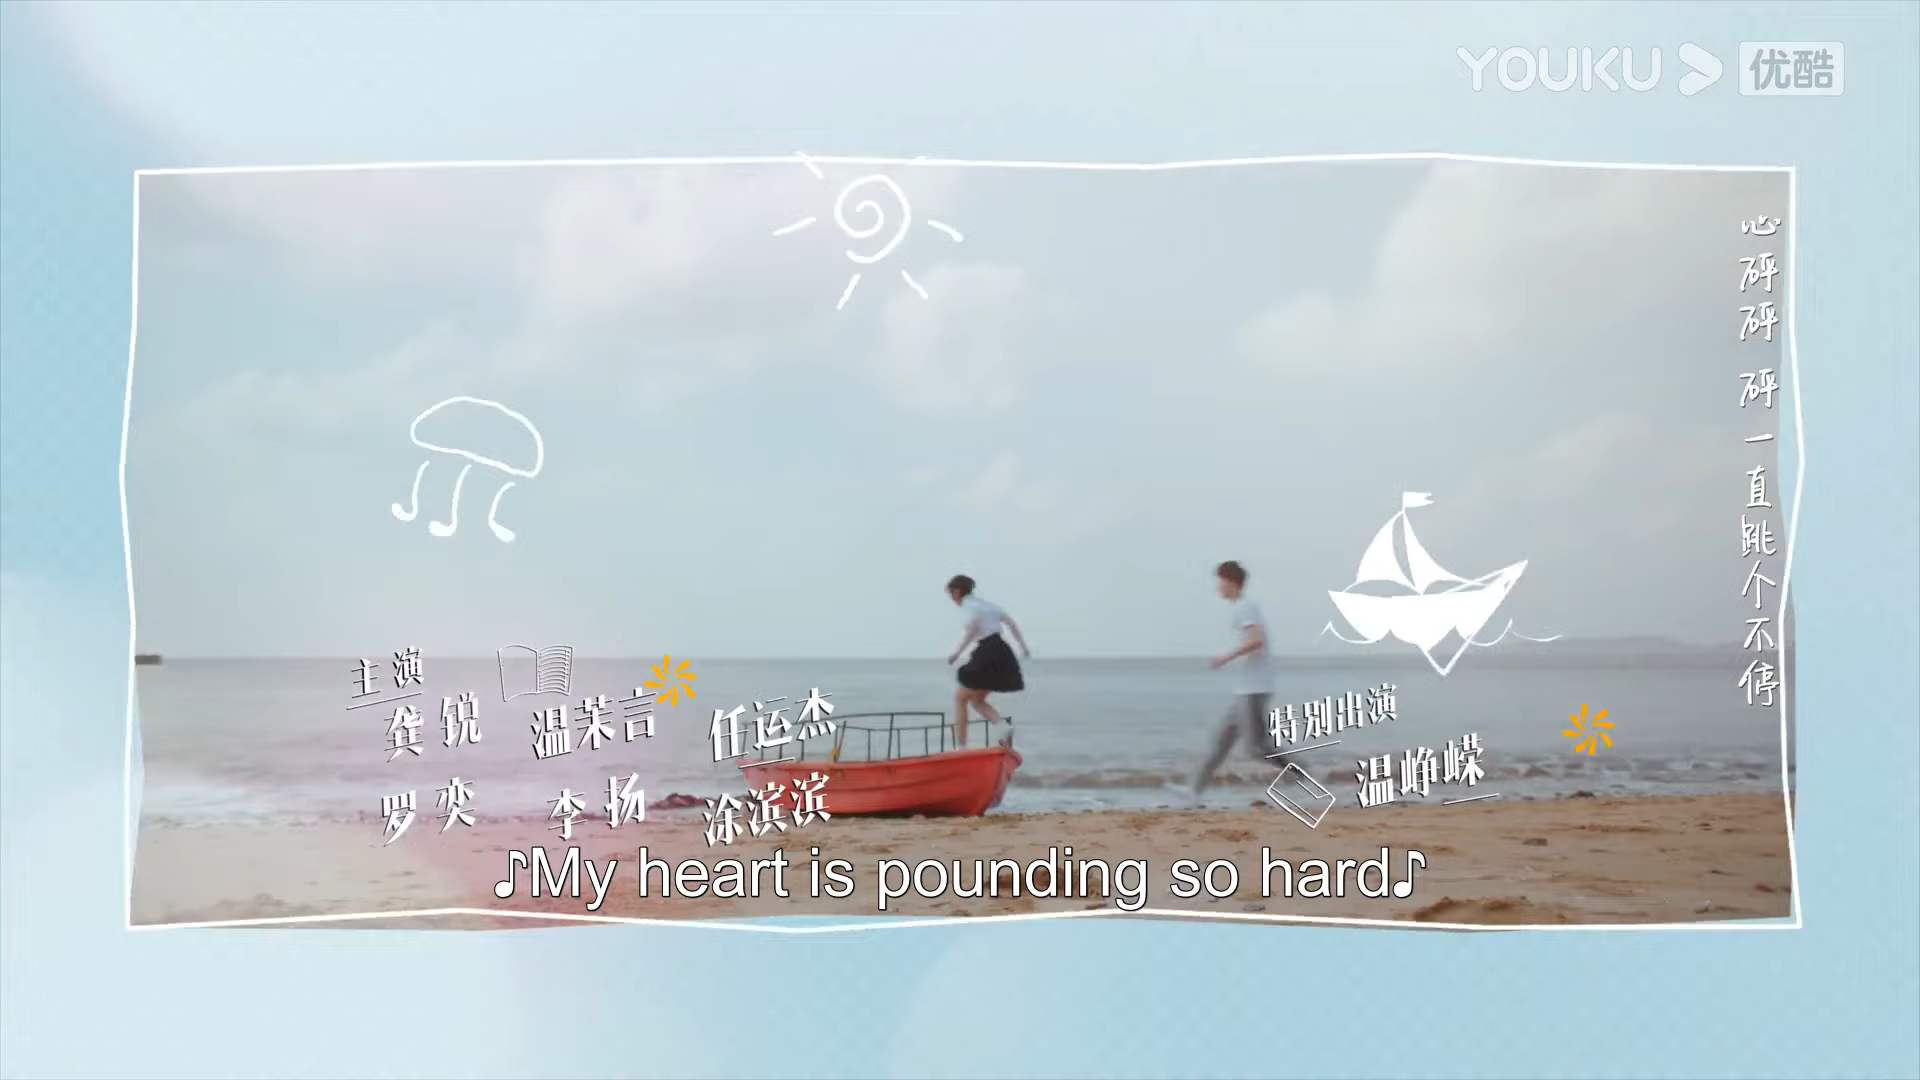 YOUKU 优酷
心砰砰 砰一直跳个不停
主演
龚锐 温茉言 任运杰
罗奕 李扬 涂滨滨
特别出演
温峥嵘
♪My heart is pounding so hard♪